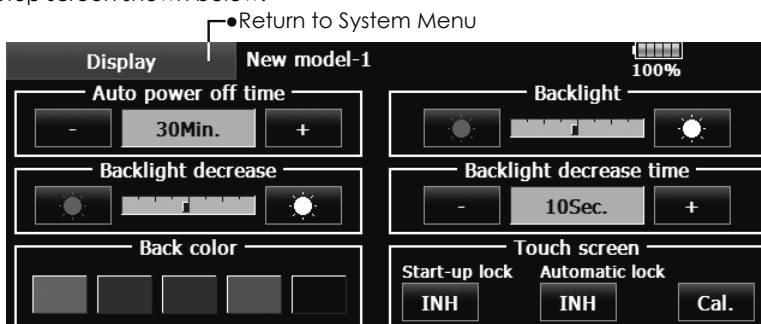 ●Return to System Menu
Display
New model-1
100%
Auto power off time
-
30Min.
+
Backlight
Backlight decrease
Backlight decrease time
-
10Sec.
+
Back color
Touch screen
Start-up lock
Automatic lock
INH
INH
Cal.